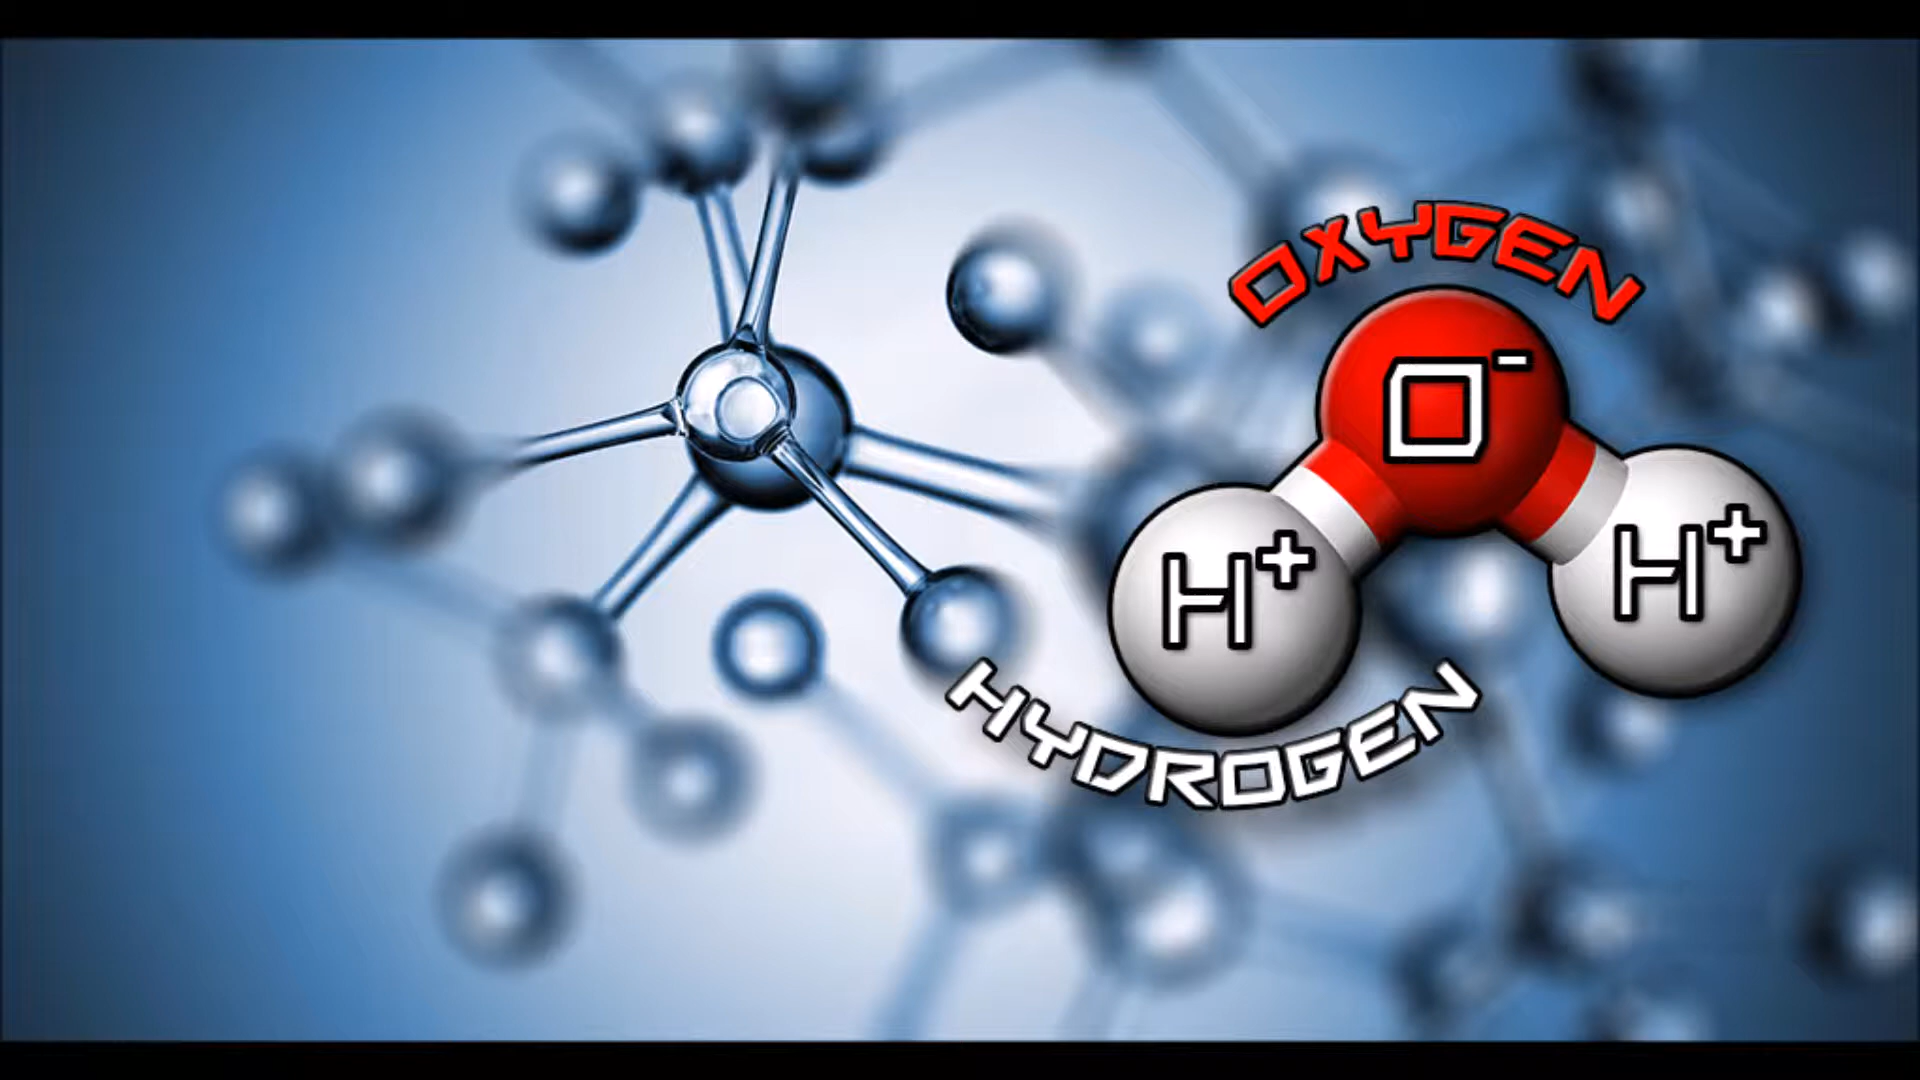 OXYGEN
O-
H+
H+
HYDROGEN